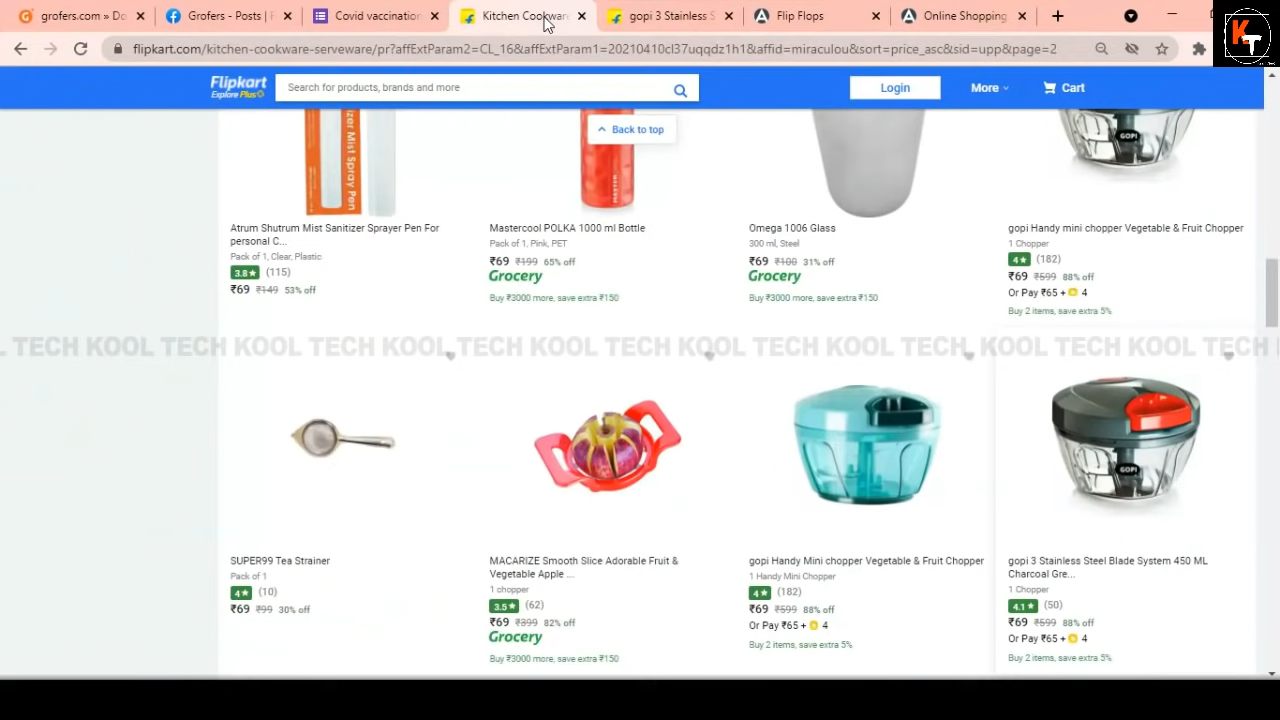 grofers.com » Do
Grofers - Posts |
Covid vaccination
Kitchen Cookware
gopi 3 Stainless S
Flip Flops
Online Shopping
flipkart.com/kitchen-cookware-serveware/pr?affExtParam2=CL_16&affExtParam1=20210410cl37uqqdz1h1&affid=miraculou&sort=price_asc&sid=upp&page=2
KT
Flipkart
Explore Plus
Search for products, brands and more
Login
More
Cart
Back to top
izer Mist Spray Pen
MASTER
GOPI
Atrum Shutrum Mist Sanitizer Sprayer Pen For
personal C...
Pack of 1, Clear, Plastic
3.8★ (115)
₹69 ₹149 53% off
Mastercool POLKA 1000 ml Bottle
Pack of 1, Pink, PET
₹69 ₹199 65% off
Grocery
Buy ₹3000 more, save extra ₹150
Omega 1006 Glass
300 ml, Steel
₹69 ₹100 31% off
Grocery
Buy ₹3000 more, save extra ₹150
gopi Handy mini chopper Vegetable & Fruit Chopper
1 Chopper
4★ (182)
₹69 ₹599 88% off
Or Pay ₹65 + 4
Buy 2 items, save extra 5%
TECH KOOL TECH KOOL TECH KOOL TECH KOOL TECH KOOL TECH KOOL TECH KOOL TECH KOOL TECH K
GOPI
SUPER99 Tea Strainer
Pack of 1
4★ (10)
₹69 ₹99 30% off
MACARIZE Smooth Slice Adorable Fruit &
Vegetable Apple ...
1 chopper
3.5★ (62)
₹69 ₹399 82% off
Grocery
Buy ₹3000 more, save extra ₹150
gopi Handy Mini chopper Vegetable & Fruit Chopper
1 Handy Mini Chopper
4★ (182)
₹69 ₹599 88% off
Or Pay ₹65 + 4
Buy 2 items, save extra 5%
gopi 3 Stainless Steel Blade System 450 ML
Charcoal Gre...
1 Chopper
4.1★ (50)
₹69 ₹599 88% off
Or Pay ₹65 + 4
Buy 2 items, save extra 5%